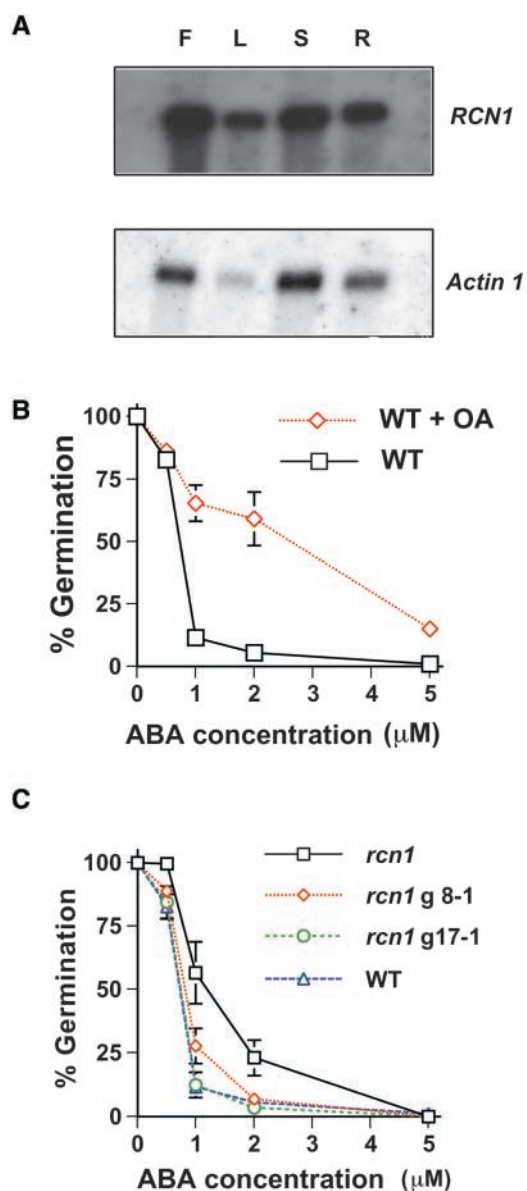 A
F L S R
RCN1
Actin 1
B
100
75
50
25
0
% Germination
WT + OA
WT
0 1 2 3 4 5
ABA concentration (μM)
C
100
75
50
25
0
% Germination
rcn1
rcn1 g 8-1
rcn1 g17-1
WT
0 1 2 3 4 5
ABA concentration (μM)